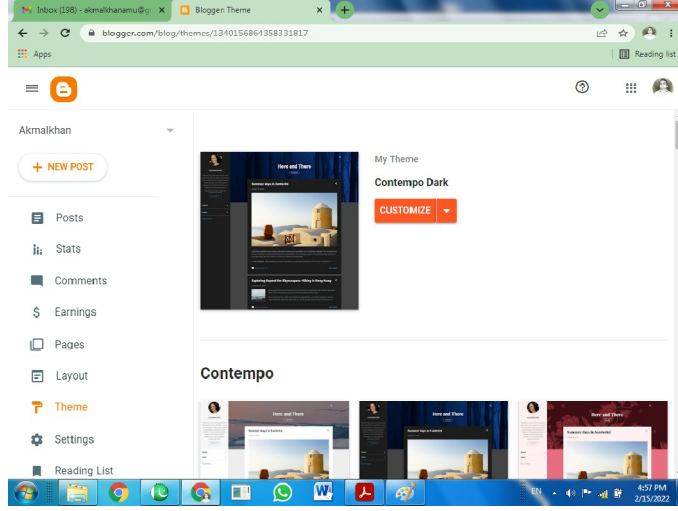 Inbox (198) - akmalkhanamu@g
Blogger: Theme
blogger.com/blog/themes/1340156864358331817
Apps
Reading list
Akmalkhan
+ NEW POST
Posts
Stats
Comments
Earnings
Pages
Layout
Theme
Settings
Reading List
Here and There
My Theme
Contempo Dark
CUSTOMIZE
Contempo
Here and There
Here and There
Here and There
EN
4:57 PM
2/15/2022